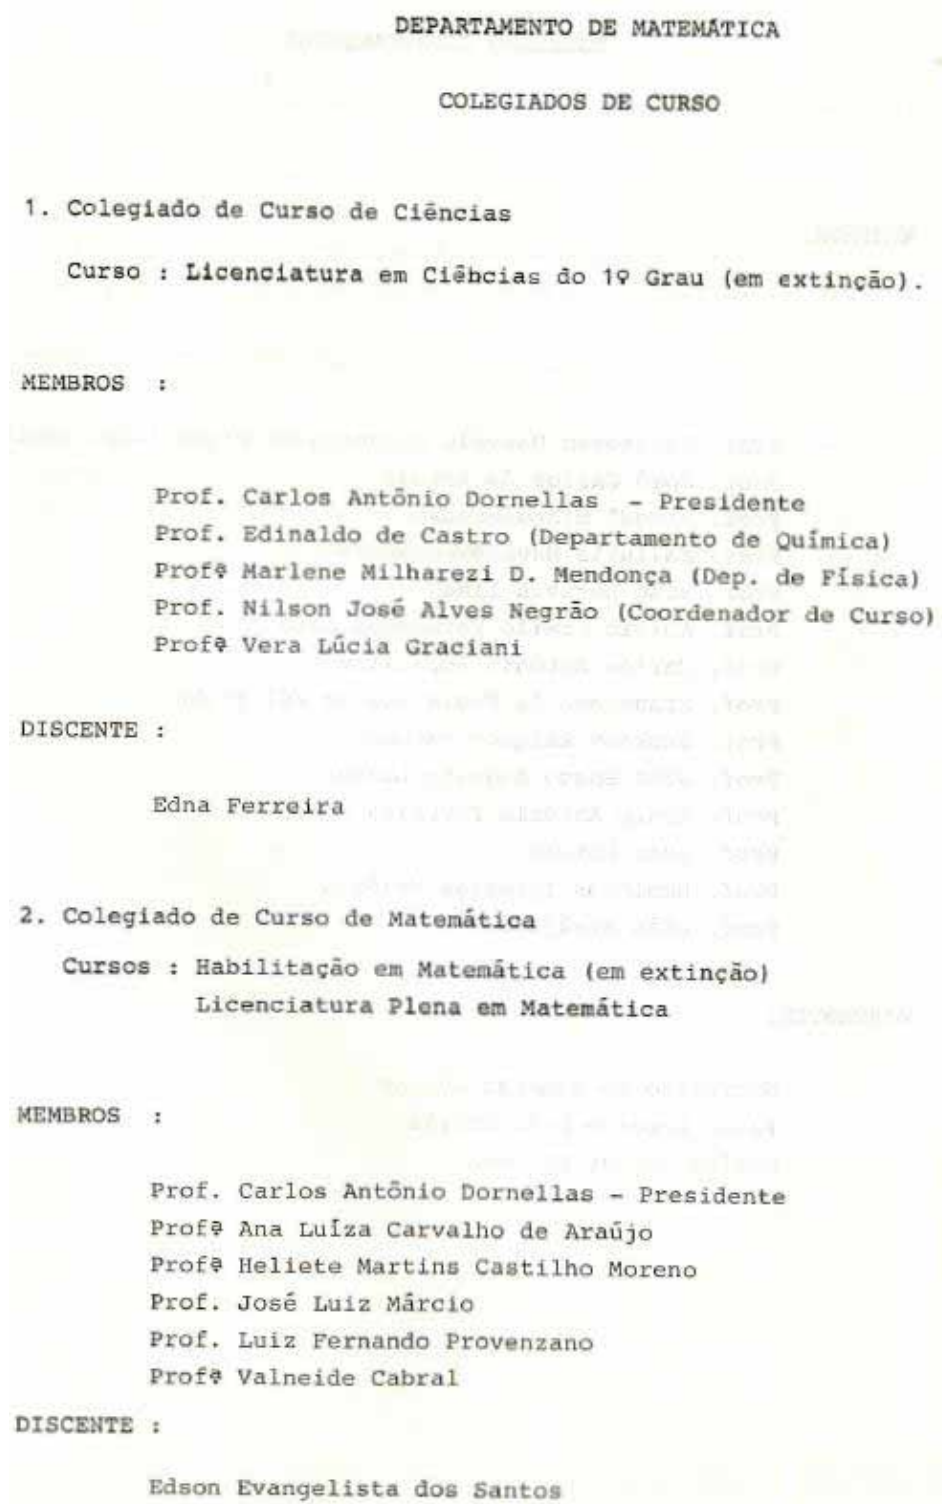 DEPARTAMENTO DE MATEMÁTICA
COLEGIADOS DE CURSO
1. Colegiado de Curso de Ciências
Curso : Licenciatura em Ciêbcias do 1º Grau (em extinção).
MEMBROS :
Prof. Carlos Antônio Dornellas - Presidente
Prof. Edinaldo de Castro (Departamento de Química)
Profª Marlene Milharezi D. Mendonça (Dep. de Física)
Prof. Nilson José Alves Negrão (Coordenador de Curso)
Profª Vera Lúcia Graciani
DISCENTE :
Edna Ferreira
2. Colegiado de Curso de Matemática
Cursos : Habilitação em Matemática (em extinção)
Licenciatura Plena em Matemática
MEMBROS :
Prof. Carlos Antônio Dornellas - Presidente
Profª Ana Luíza Carvalho de Araújo
Profª Heliete Martins Castilho Moreno
Prof. José Luiz Márcio
Prof. Luiz Fernando Provenzano
Profª Valneide Cabral
DISCENTE :
Edson Evangelista dos Santos